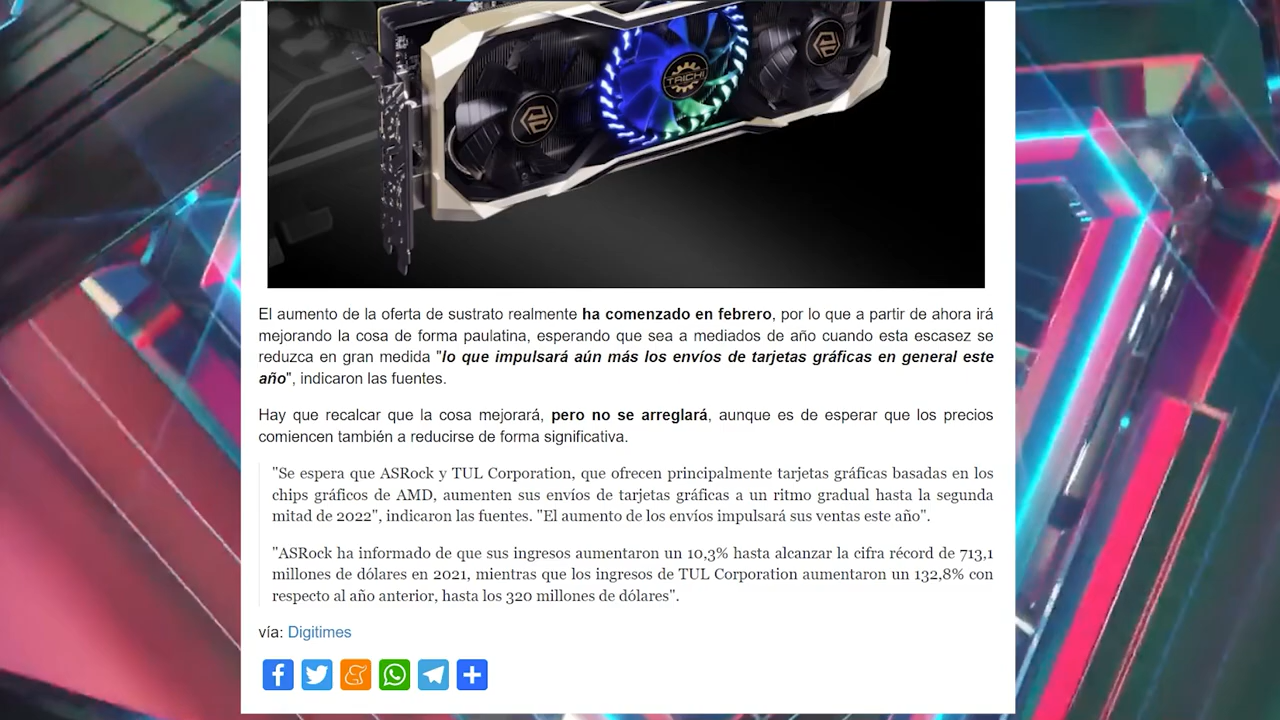 TAICHI
El aumento de la oferta de sustrato realmente ha comenzado en febrero, por lo que a partir de ahora irá
mejorando la cosa de forma paulatina, esperando que sea a mediados de año cuando esta escasez se
reduzca en gran medida "lo que impulsará aún más los envíos de tarjetas gráficas en general este
año", indicaron las fuentes.
Hay que recalcar que la cosa mejorará, pero no se arreglará, aunque es de esperar que los precios
comiencen también a reducirse de forma significativa.
"Se espera que ASRock y TUL Corporation, que ofrecen principalmente tarjetas gráficas basadas en los
chips gráficos de AMD, aumenten sus envíos de tarjetas gráficas a un ritmo gradual hasta la segunda
mitad de 2022", indicaron las fuentes. "El aumento de los envíos impulsará sus ventas este año".
"ASRock ha informado de que sus ingresos aumentaron un 10,3% hasta alcanzar la cifra récord de 713,1
millones de dólares en 2021, mientras que los ingresos de TUL Corporation aumentaron un 132,8% con
respecto al año anterior, hasta los 320 millones de dólares".
vía: Digitimes